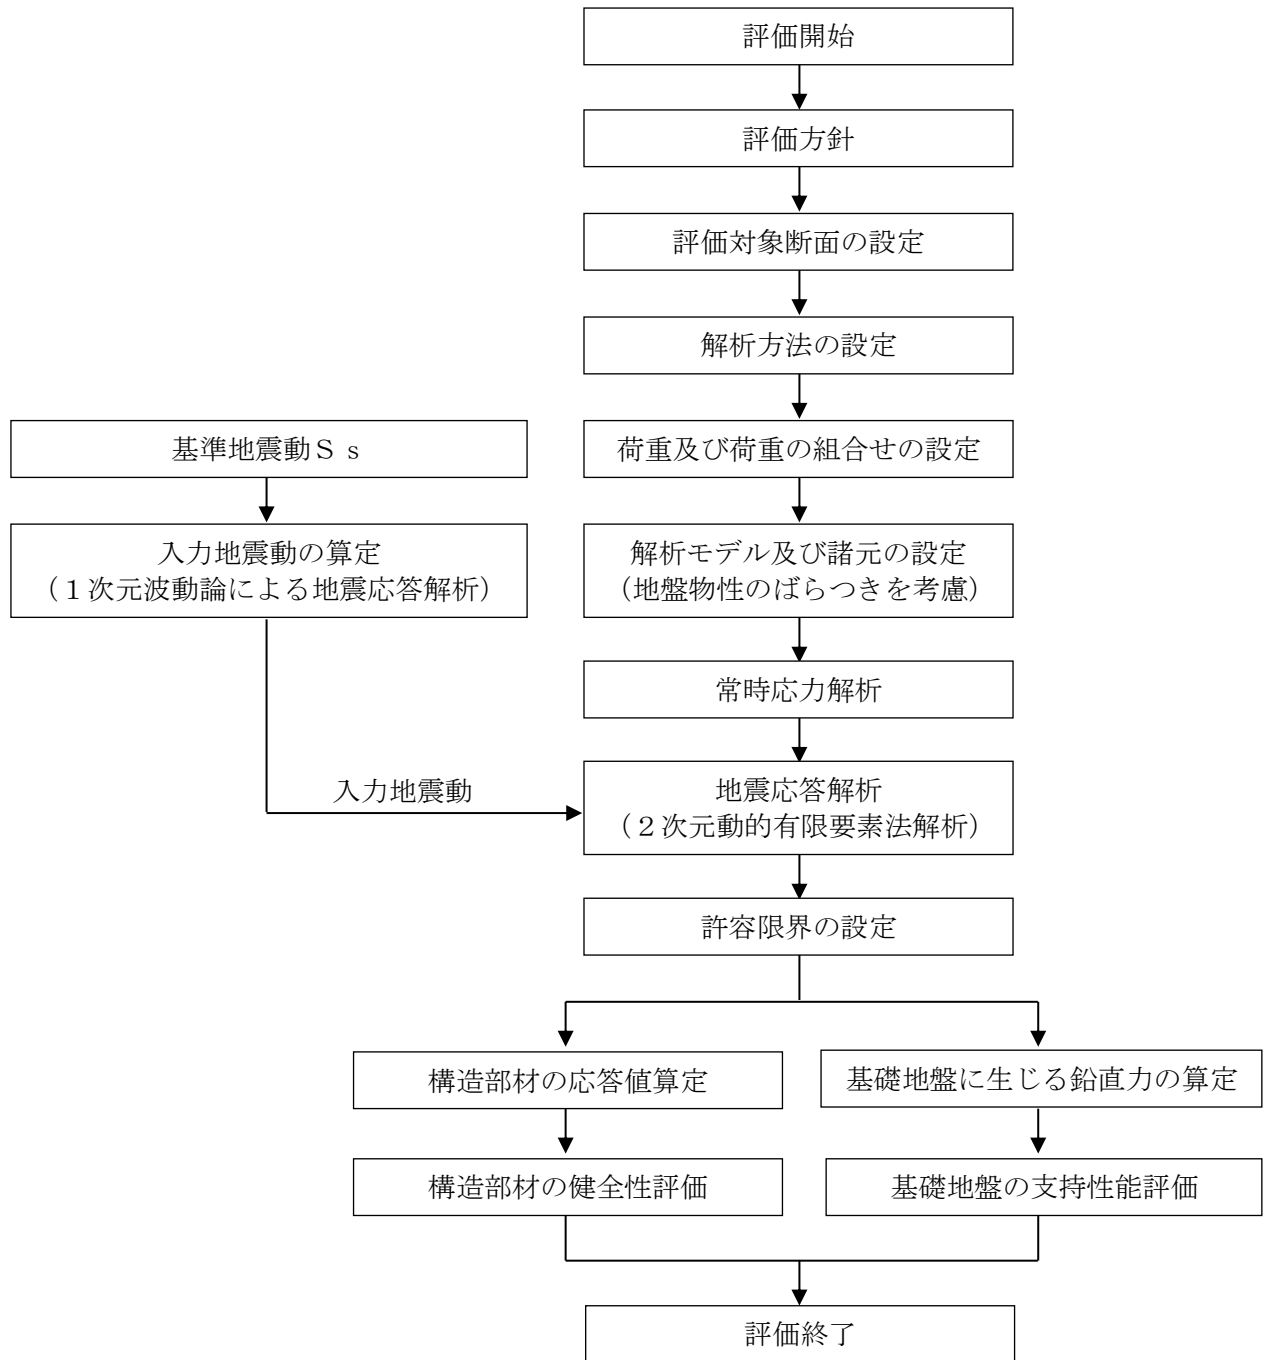 評価開始
評価方針
評価対象断面の設定
解析方法の設定
基準地震動Ｓｓ
荷重及び荷重の組合せの設定
入力地震動の算定
（１次元波動論による地震応答解析）
解析モデル及び諸元の設定
（地盤物性のばらつきを考慮）
常時応力解析
入力地震動
地震応答解析
（２次元動的有限要素法解析）
許容限界の設定
構造部材の応答値算定
基礎地盤に生じる鉛直力の算定
構造部材の健全性評価
基礎地盤の支持性能評価
評価終了